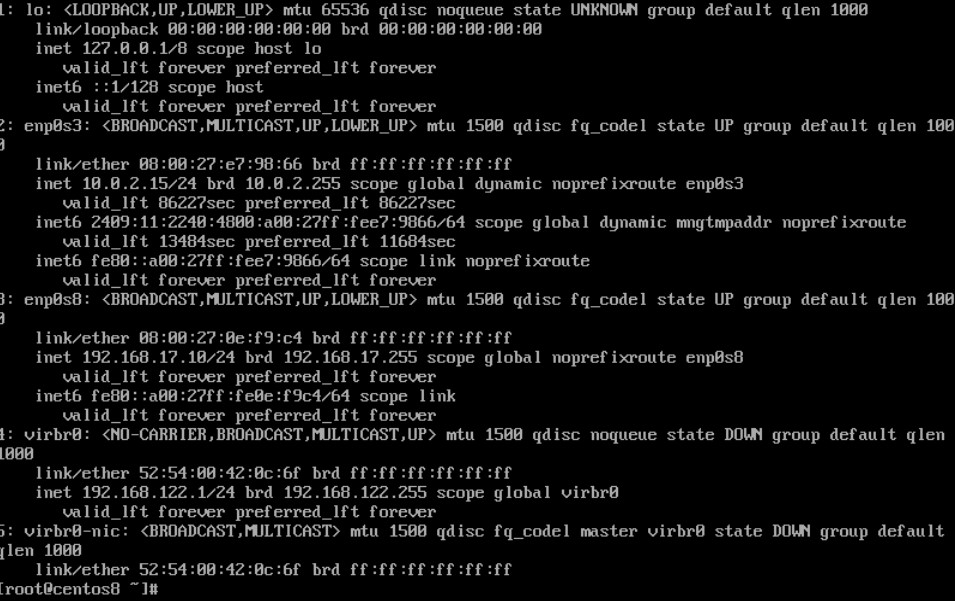 1: lo: <LOOPBACK,UP,LOWER_UP> mtu 65536 qdisc noqueue state UNKNOWN group default qlen 1000
link/loopback 00:00:00:00:00:00 brd 00:00:00:00:00:00
inet 127.0.0.1/8 scope host lo
valid_lft forever preferred_lft forever
inet6 ::1/128 scope host
valid_lft forever preferred_lft forever
2: enp0s3: <BROADCAST,MULTICAST,UP,LOWER_UP> mtu 1500 qdisc fq_codel state UP group default qlen 100
0
link/ether 08:00:27:e7:98:66 brd ff:ff:ff:ff:ff:ff
inet 10.0.2.15/24 brd 10.0.2.255 scope global dynamic noprefixroute enp0s3
valid_lft 86227sec preferred_lft 86227sec
inet6 2409:11:2240:4800:a00:27ff:fee7:9866/64 scope global dynamic mngtmpaddr noprefixroute
valid_lft 13484sec preferred_lft 11684sec
inet6 fe80::a00:27ff:fee7:9866/64 scope link noprefixroute
valid_lft forever preferred_lft forever
3: enp0s8: <BROADCAST,MULTICAST,UP,LOWER_UP> mtu 1500 qdisc fq_codel state UP group default qlen 100
0
link/ether 08:00:27:0e:f9:c4 brd ff:ff:ff:ff:ff:ff
inet 192.168.17.10/24 brd 192.168.17.255 scope global noprefixroute enp0s8
valid_lft forever preferred_lft forever
inet6 fe80::a00:27ff:fe0e:f9c4/64 scope link
valid_lft forever preferred_lft forever
4: virbr0: <NO-CARRIER,BROADCAST,MULTICAST,UP> mtu 1500 qdisc noqueue state DOWN group default qlen
1000
link/ether 52:54:00:42:0c:6f brd ff:ff:ff:ff:ff:ff
inet 192.168.122.1/24 brd 192.168.122.255 scope global virbr0
valid_lft forever preferred_lft forever
5: virbr0-nic: <BROADCAST,MULTICAST> mtu 1500 qdisc fq_codel master virbr0 state DOWN group default
qlen 1000
link/ether 52:54:00:42:0c:6f brd ff:ff:ff:ff:ff:ff
[root@centos8 ~]#